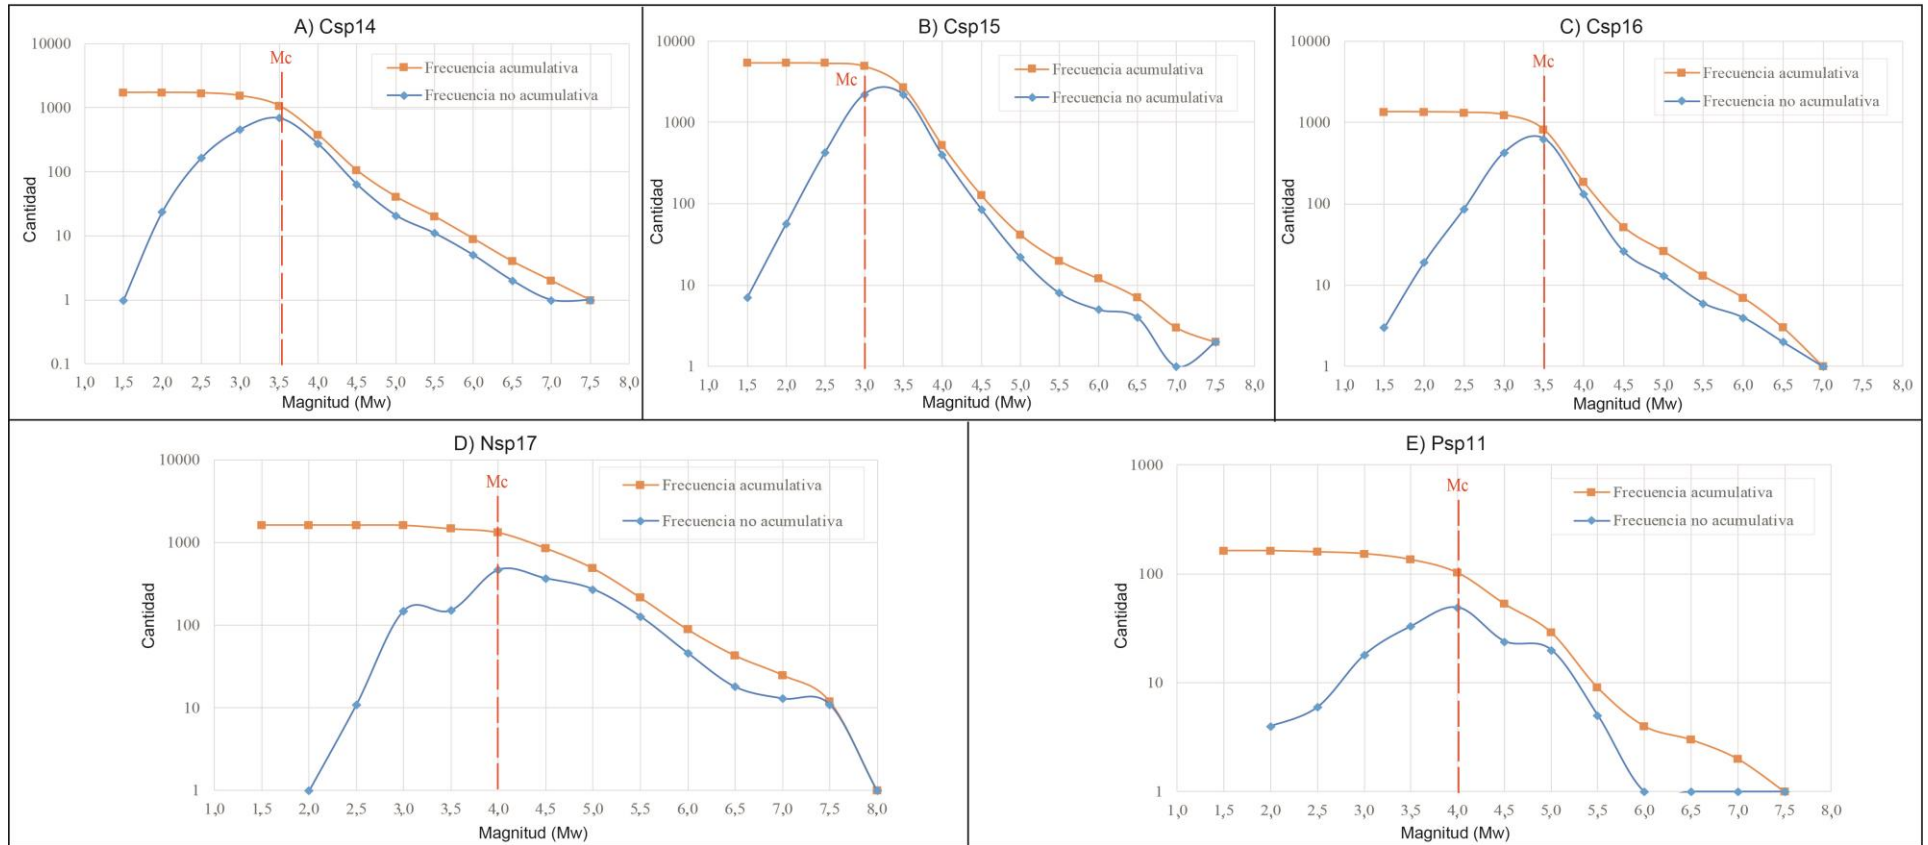 A) Csp14
Mc
Frecuencia acumulativa
Frecuencia no acumulativa
10000
1000
100
10
1
0.1
Cantidad
1,0 1,5 2,0 2,5 3,0 3,5 4,0 4,5 5,0 5,5 6,0 6,5 7,0 7,5 8,0
Magnitud (Mw)
B) Csp15
Mc
Frecuencia acumulativa
Frecuencia no acumulativa
10000
1000
100
10
1
Cantidad
1,0 1,5 2,0 2,5 3,0 3,5 4,0 4,5 5,0 5,5 6,0 6,5 7,0 7,5 8,0
Magnitud (Mw)
C) Csp16
Mc
Frecuencia acumulativa
Frecuencia no acumulativa
10000
1000
100
10
1
Cantidad
1,0 1,5 2,0 2,5 3,0 3,5 4,0 4,5 5,0 5,5 6,0 6,5 7,0 7,5 8,0
Magnitud (Mw)
D) Nsp17
Mc
Frecuencia acumulativa
Frecuencia no acumulativa
10000
1000
100
10
1
Cantidad
1,0 1,5 2,0 2,5 3,0 3,5 4,0 4,5 5,0 5,5 6,0 6,5 7,0 7,5 8,0
Magnitud (Mw)
E) Psp11
Mc
Frecuencia acumulativa
Frecuencia no acumulativa
1000
100
10
1
Cantidad
1,0 1,5 2,0 2,5 3,0 3,5 4,0 4,5 5,0 5,5 6,0 6,5 7,0 7,5 8,0
Magnitud (Mw)